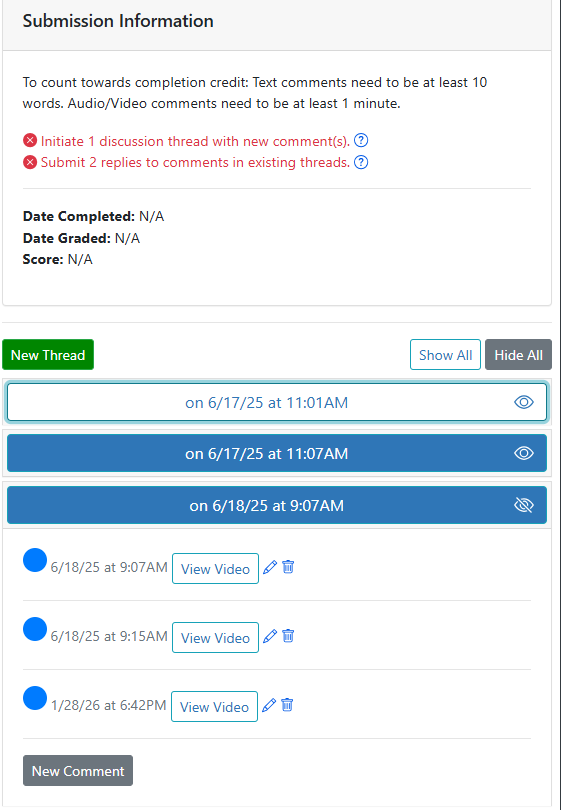 Submission Information
To count towards completion credit: Text comments need to be at least 10
words. Audio/Video comments need to be at least 1 minute.
Initiate 1 discussion thread with new comment(s).
Submit 2 replies to comments in existing threads.
Date Completed: N/A
Date Graded: N/A
Score: N/A
New Thread Show All Hide All
on 6/17/25 at 11:01AM
on 6/17/25 at 11:07AM
on 6/18/25 at 9:07AM
6/18/25 at 9:07AM View Video
6/18/25 at 9:15AM View Video
1/28/26 at 6:42PM View Video
New Comment